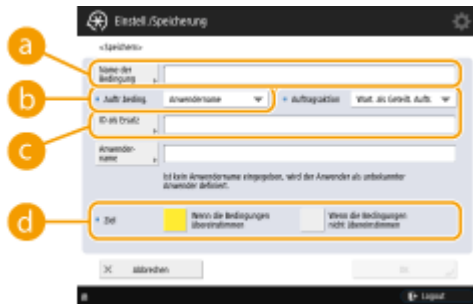 Einstell./Speicherung
<Speichern>
a
Name der
Bedingung
b
Auftr.beding.
Anwendername
Auftragsaktion
Wart. als Geteilt. Auftr.
c
ID als Ersatz
Anwender-
name
Ist kein Anwendername eingegeben, wird der Anwender als unbekannter
Anwender definiert.
d
Ziel
Wenn die Bedingungen
übereinstimmen
Wenn die Bedingungen
nicht übereinstimmen
Abbrechen
OK
Logout